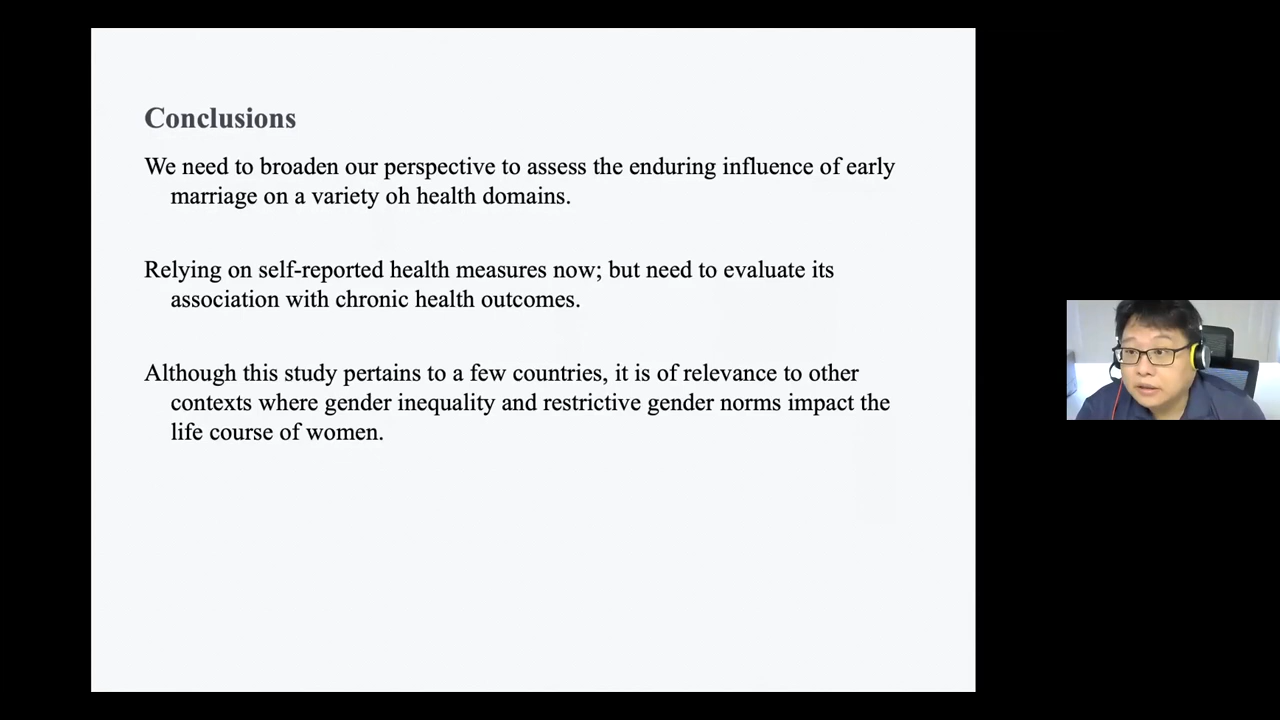 Conclusions
We need to broaden our perspective to assess the enduring influence of early
marriage on a variety oh health domains.
Relying on self-reported health measures now; but need to evaluate its
association with chronic health outcomes.
Although this study pertains to a few countries, it is of relevance to other
contexts where gender inequality and restrictive gender norms impact the
life course of women.